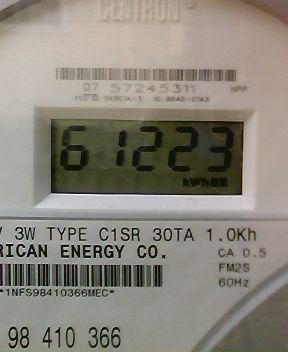 CENTRON
07 57245311
HPP
61223
kWh
V 3W TYPE C1SR 30TA 1.0Kh
RICAN ENERGY CO.
CA 0.5
FM2S
60Hz
*1NFS98410366MEC*
98 410 366